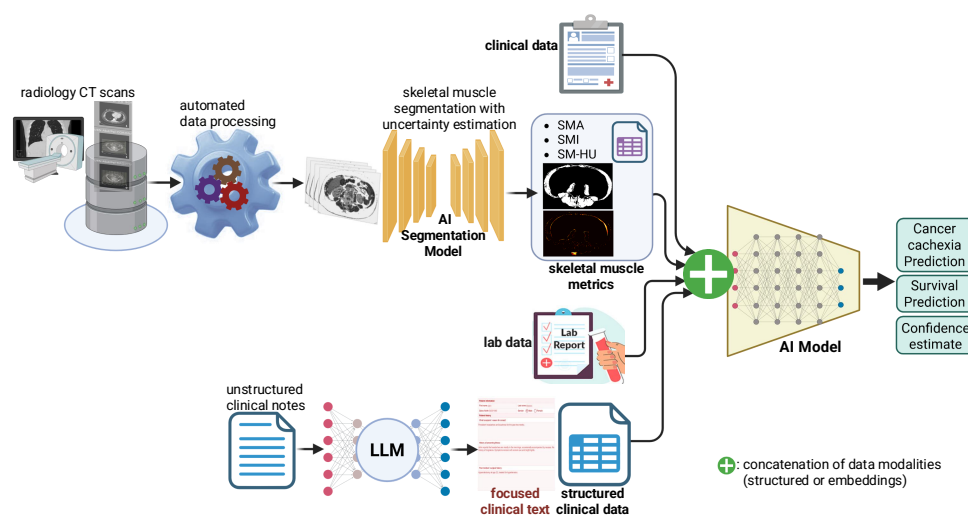 clinical data
radiology CT scans
automated
data processing
skeletal muscle
segmentation with
uncertainty estimation
• SMA
• SMI
• SM-HU
AI
Segmentation
Model
skeletal muscle
metrics
Cancer
cachexia
Prediction
Survival
Prediction
Confidence
estimate
AI Model
lab data
Lab
Report
unstructured
clinical notes
LLM
focused
clinical text
structured
clinical data
: concatenation of data modalities
(structured or embeddings)